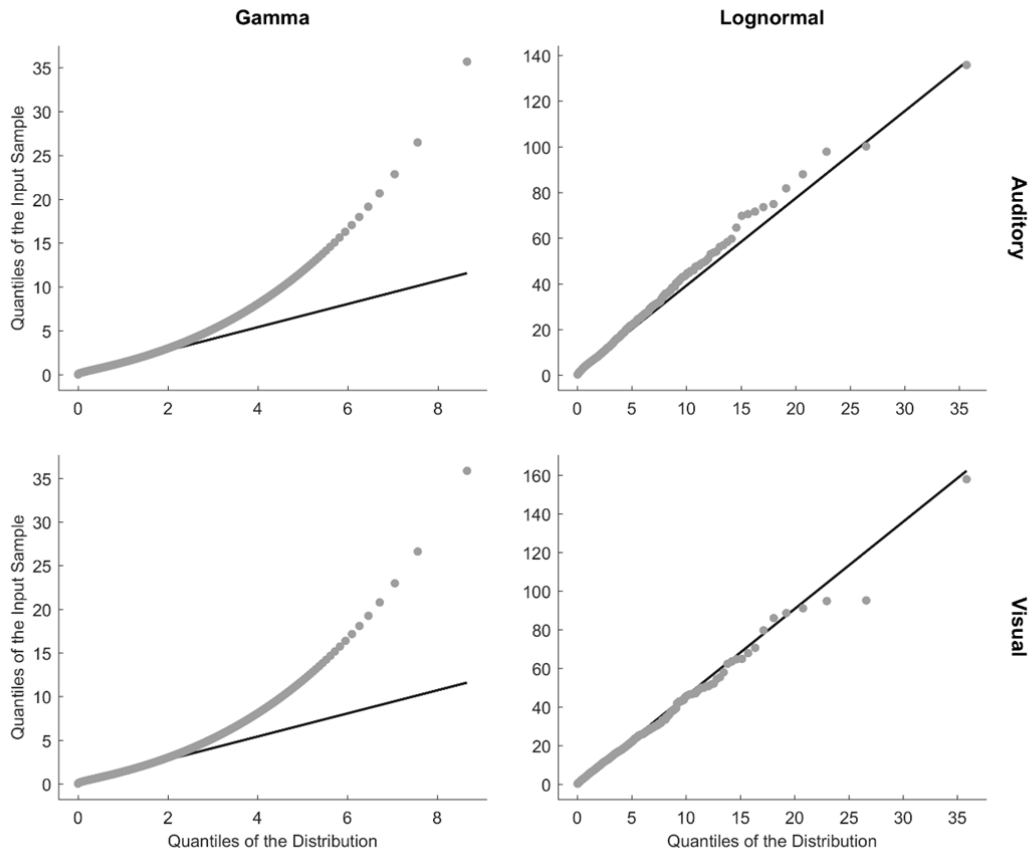 Gamma
Lognormal
35
30
25
20
15
10
5
0
Quantiles of the Input Sample
0 2 4 6 8
140
120
100
80
60
40
20
0
0 5 10 15 20 25 30 35
Auditory
35
30
25
20
15
10
5
0
Quantiles of the Input Sample
0 2 4 6 8
Quantiles of the Distribution
160
140
120
100
80
60
40
20
0
0 5 10 15 20 25 30 35
Quantiles of the Distribution
Visual